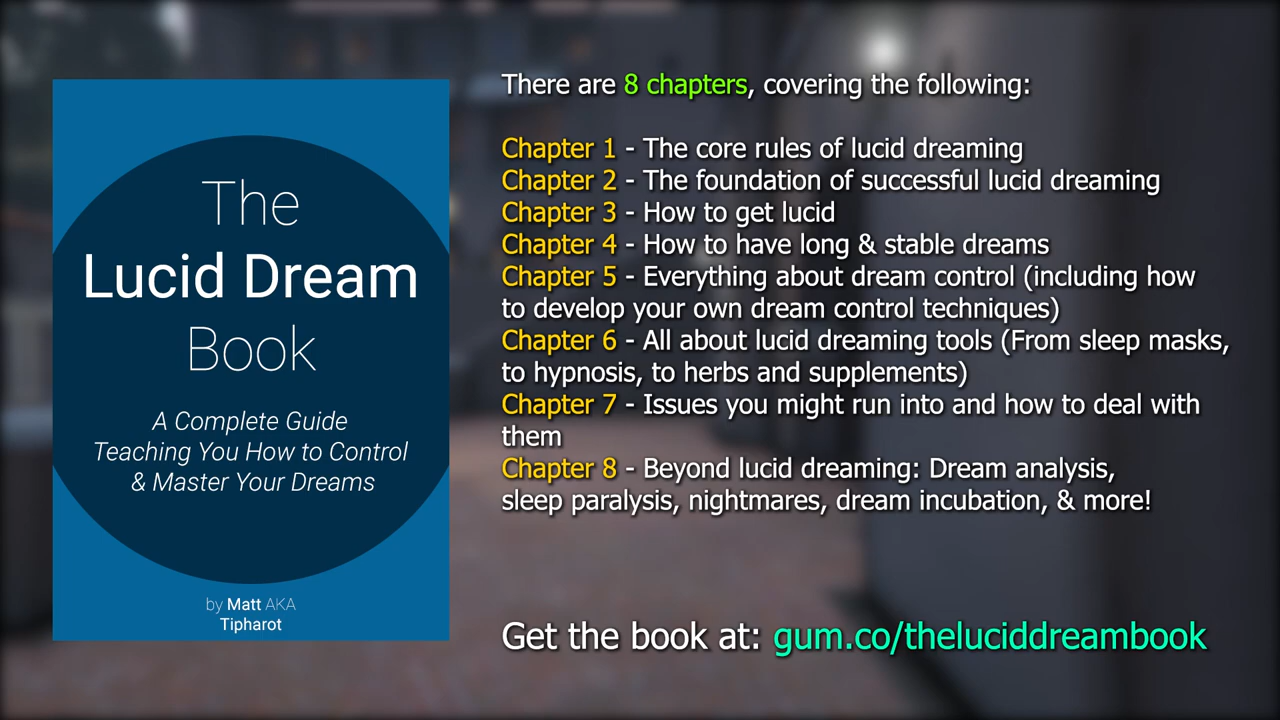 The
Lucid Dream
Book
A Complete Guide
Teaching You How to Control
& Master Your Dreams
by Matt AKA
Tipharot
There are 8 chapters, covering the following:
Chapter 1 - The core rules of lucid dreaming
Chapter 2 - The foundation of successful lucid dreaming
Chapter 3 - How to get lucid
Chapter 4 - How to have long & stable dreams
Chapter 5 - Everything about dream control (including how
to develop your own dream control techniques)
Chapter 6 - All about lucid dreaming tools (From sleep masks,
to hypnosis, to herbs and supplements)
Chapter 7 - Issues you might run into and how to deal with
them
Chapter 8 - Beyond lucid dreaming: Dream analysis,
sleep paralysis, nightmares, dream incubation, & more!
Get the book at: gum.co/theluciddreambook